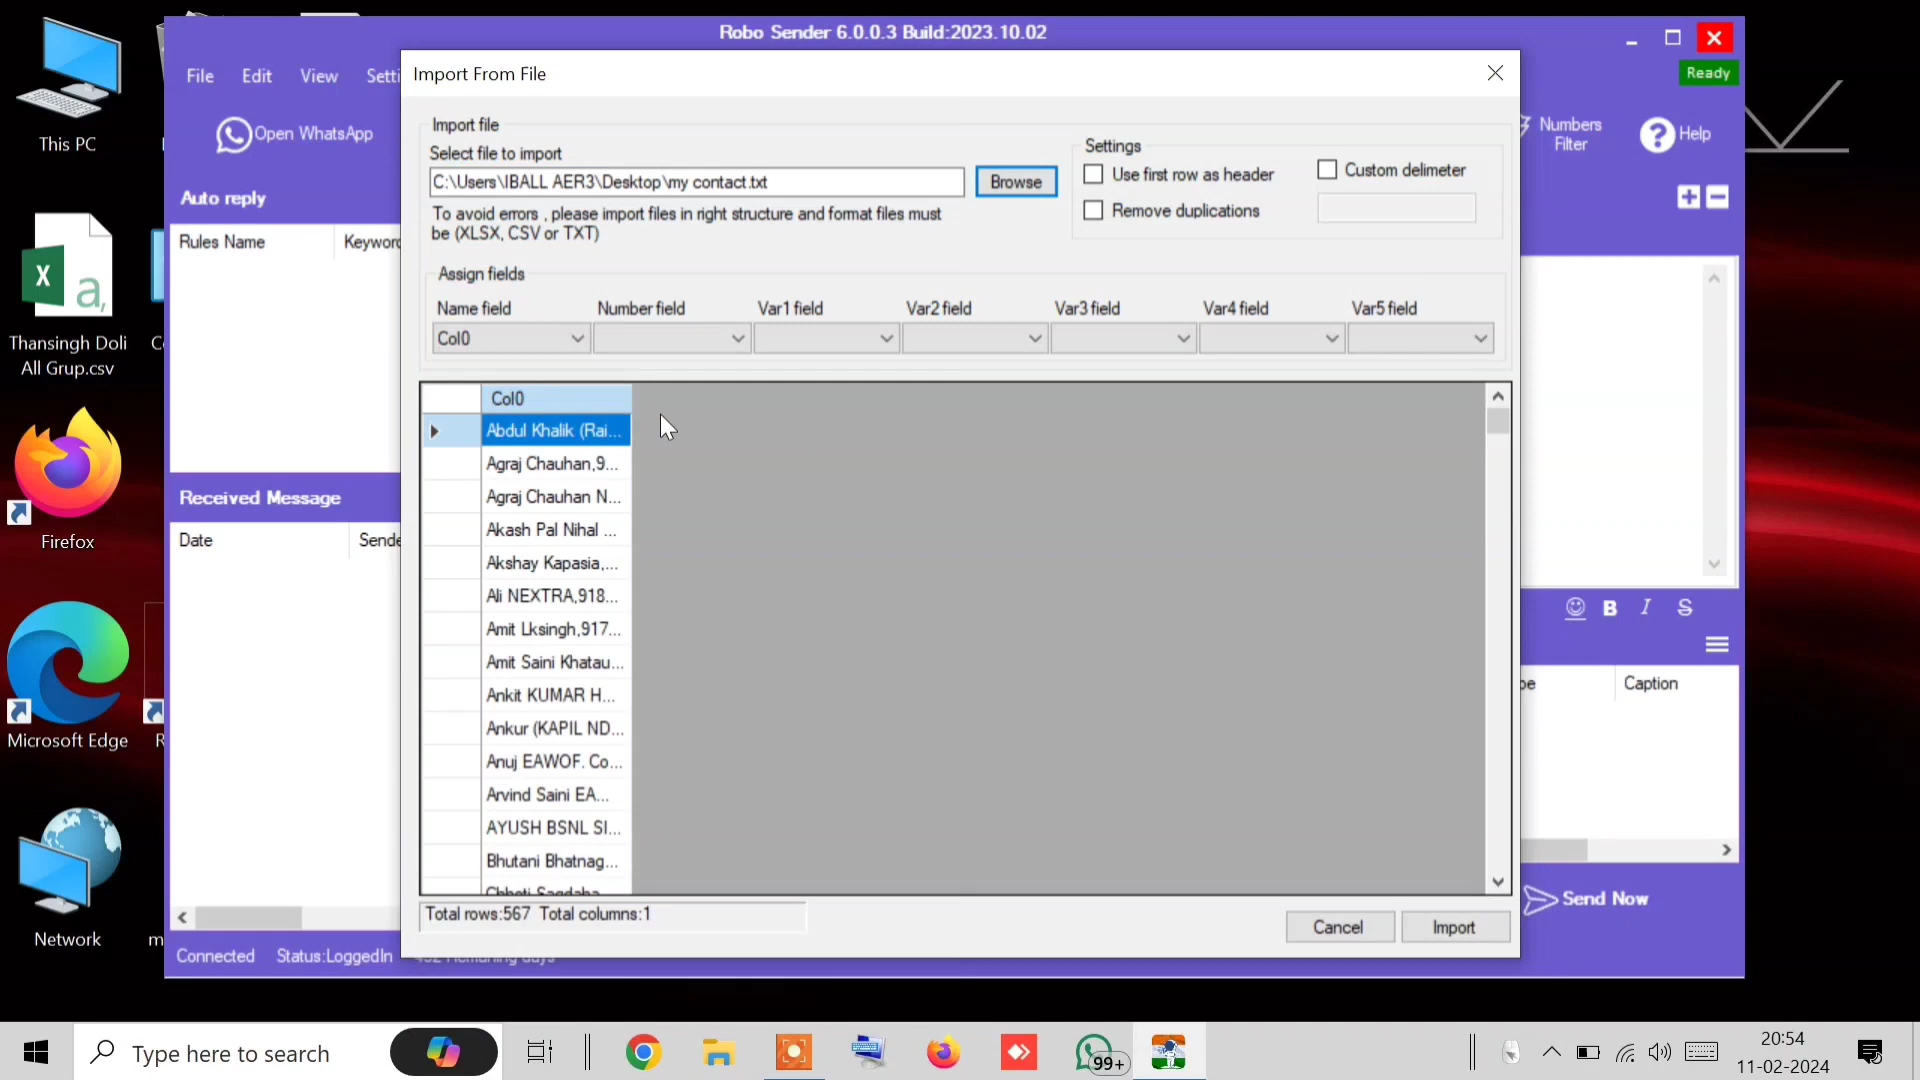 Robo Sender 6.0.0.3 Build:2023.10.02
File Edit View Setti
Ready
Open WhatsApp
Numbers
Filter
Help
Auto reply
Rules Name Keyword
Received Message
Date Sende
Caption
Send Now
Connected Status:LoggedIn
Import From File
Import file
Select file to import
C:\Users\IBALL AER3\Desktop\my contact.txt
Browse
To avoid errors , please import files in right structure and format files must
be (XLSX, CSV or TXT)
Settings
Use first row as header
Custom delimeter
Remove duplications
Assign fields
Name field Number field Var1 field Var2 field Var3 field Var4 field Var5 field
Col0
Col0
Abdul Khalik (Rai...
Agraj Chauhan,9...
Agraj Chauhan N...
Akash Pal Nihal ...
Akshay Kapasia,...
Ali NEXTRA,918...
Amit Lksingh,917...
Amit Saini Khatau...
Ankit KUMAR H...
Ankur (KAPIL ND...
Anuj EAWOF. Co...
Arvind Saini EA...
AYUSH BSNL SI...
Bhutani Bhatnag...
Total rows:567 Total columns:1
Cancel
Import
This PC
Thansingh Doli
All Grup.csv
Firefox
Microsoft Edge
Network
Type here to search
99+
20:54
11-02-2024